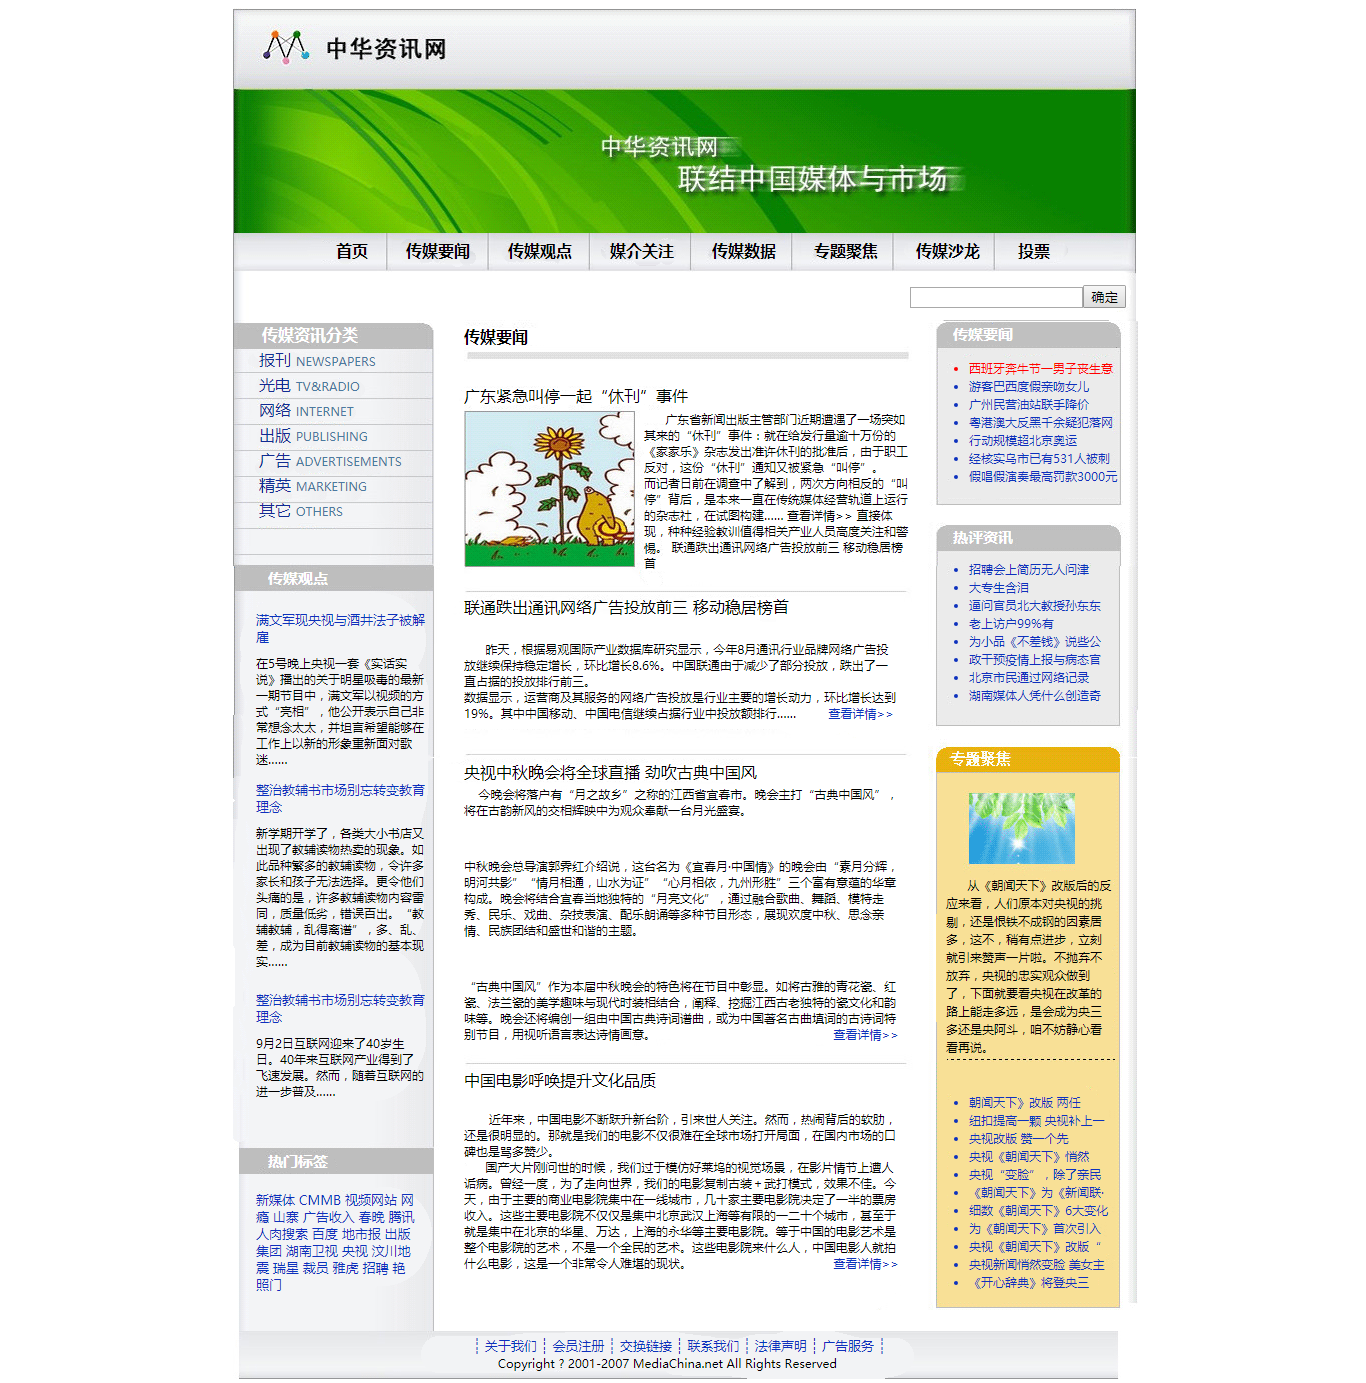 中华资讯网
中华资讯网
联结中国媒体与市场
首页 传媒要闻 传媒观点 媒介关注 传媒数据 专题聚焦 传媒沙龙 投票
确定
传媒资讯分类
报刊 NEWSPAPERS
光电 TV&RADIO
网络 INTERNET
出版 PUBLISHING
广告 ADVERTISEMENTS
精英 MARKETING
其它 OTHERS
传媒观点
满文军现央视与酒井法子被解
雇
在5号晚上央视一套《实话实
说》播出的关于明星吸毒的最新
一期节目中，满文军以视频的方
式“亮相”，他公开表示自己非
常想念太太，并坦言希望能够在
工作上以新的形象重新面对歌
迷......
整治教辅书市场别忘转变教育
理念
新学期开学了，各类大小书店又
出现了教辅读物热卖的现象。如
此品种繁多的教辅读物，令许多
家长和孩子无法选择。更令他们
头痛的是，许多教辅读物内容雷
同，质量低劣，错误百出。“教
辅教辅，乱得离谱”，多、乱、
差，成为目前教辅读物的基本现
实......
整治教辅书市场别忘转变教育
理念
9月2日互联网迎来了40岁生
日。40年来互联网产业得到了
飞速发展。然而，随着互联网的
进一步普及......
热门标签
新媒体 CMMB 视频网站 网
瘾 山寨 广告收入 春晚 腾讯
人肉搜索 百度 地市报 出版
集团 湖南卫视 央视 汶川地
震 瑞星 裁员 雅虎 招聘 艳
照门
传媒要闻
广东紧急叫停一起“休刊”事件
广东省新闻出版主管部门近期遭遇了一场突如
其来的“休刊”事件：就在给发行量逾十万份的
《家家乐》杂志发出准许休刊的批准后，由于职工
反对，这份“休刊”通知又被紧急“叫停”。
而记者日前在调查中了解到，两次方向相反的“叫
停”背后，是本来一直在传统媒体经营轨道上运行
的杂志社，在试图构建...... 查看详情>> 直接体
现，种种经验教训值得相关产业人员高度关注和警
惕。 联通跌出通讯网络广告投放前三 移动稳居榜
首
联通跌出通讯网络广告投放前三 移动稳居榜首
昨天，根据易观国际产业数据库研究显示，今年8月通讯行业品牌网络广告投
放继续保持稳定增长，环比增长8.6%。中国联通由于减少了部分投放，跌出了一
直占据的投放排行前三。
数据显示，运营商及其服务的网络广告投放是行业主要的增长动力，环比增长达到
19%。其中中国移动、中国电信继续占据行业中投放额排行...... 查看详情>>
央视中秋晚会将全球直播 劲吹古典中国风
今晚会将落户有“月之故乡”之称的江西省宜春市。晚会主打“古典中国风”，
将在古韵新风的交相辉映中为观众奉献一台月光盛宴。
中秋晚会总导演郭霁红介绍说，这台名为《宜春月·中国情》的晚会由“素月分辉，
明河共影”“情月相通，山水为证”“心月相依，九州形胜”三个富有意蕴的华章
构成。晚会将结合宜春当地独特的“月亮文化”，通过融合歌曲、舞蹈、模特走
秀、民乐、戏曲、杂技表演、配乐朗诵等多种节目形态，展现欢度中秋、思念亲
情、民族团结和盛世和谐的主题。
“古典中国风”作为本届中秋晚会的特色将在节目中彰显。如将古雅的青花瓷、红
瓷、法兰瓷的美学趣味与现代时装相结合，阐释、挖掘江西古老独特的瓷文化和韵
味等。晚会还将编创一组由中国古典诗词谱曲，或为中国著名古曲填词的古诗词特
别节目，用视听语言表达诗情画意。 查看详情>>
中国电影呼唤提升文化品质
近年来，中国电影不断跃升新台阶，引来世人关注。然而，热闹背后的软肋，
还是很明显的。那就是我们的电影不仅很难在全球市场打开局面，在国内市场的口
碑也是骂多赞少。
国产大片刚问世的时候，我们过于模仿好莱坞的视觉场景，在影片情节上遭人
诟病。曾经一度，为了走向世界，我们的电影复制古装＋武打模式，效果不佳。今
天，由于主要的商业电影院集中在一线城市，几十家主要电影院决定了一半的票房
收入。这些主要电影院不仅仅是集中北京武汉上海等有限的一二十个城市，甚至于
就是集中在北京的华星、万达，上海的永华等主要电影院。等于中国的电影艺术是
整个电影院的艺术，不是一个全民的艺术。这些电影院来什么人，中国电影人就拍
什么电影，这是一个非常令人难堪的现状。 查看详情>>
传媒要闻
西班牙奔牛节一男子丧生意
游客巴西度假亲吻女儿
广州民营油站联手降价
粤港澳大反黑千余疑犯落网
行动规模超北京奥运
经核实乌市已有531人被刺
假唱假演奏最高罚款3000元
热评资讯
招聘会上简历无人问津
大专生含泪
逼问官员北大教授孙东东
老上访户99%有
为小品《不差钱》说些公
政干预疫情上报与病态官
北京市民通过网络记录
湖南媒体人凭什么创造奇
专题聚焦
从《朝闻天下》改版后的反
应来看，人们原本对央视的挑
剔，还是恨铁不成钢的因素居
多，这不，稍有点进步，立刻
就引来赞声一片啦。不抛弃不
放弃，央视的忠实观众做到
了，下面就要看央视在改革的
路上能走多远，是会成为央三
多还是央阿斗，咱不妨静心看
看再说。
朝闻天下》改版 两任
纽扣提高一颗 央视补上一
央视改版 赞一个先
央视《朝闻天下》悄然
央视“变脸”，除了亲民
《朝闻天下》为《新闻联·
细数《朝闻天下》6大变化
为《朝闻天下》首次引入
央视《朝闻天下》改版“
央视新闻悄然变脸 美女主
《开心辞典》将登央三
┆ 关于我们 ┆ 会员注册 ┆ 交换链接 ┆ 联系我们 ┆ 法律声明 ┆ 广告服务 ┆
Copyright ? 2001-2007 MediaChina.net All Rights Reserved